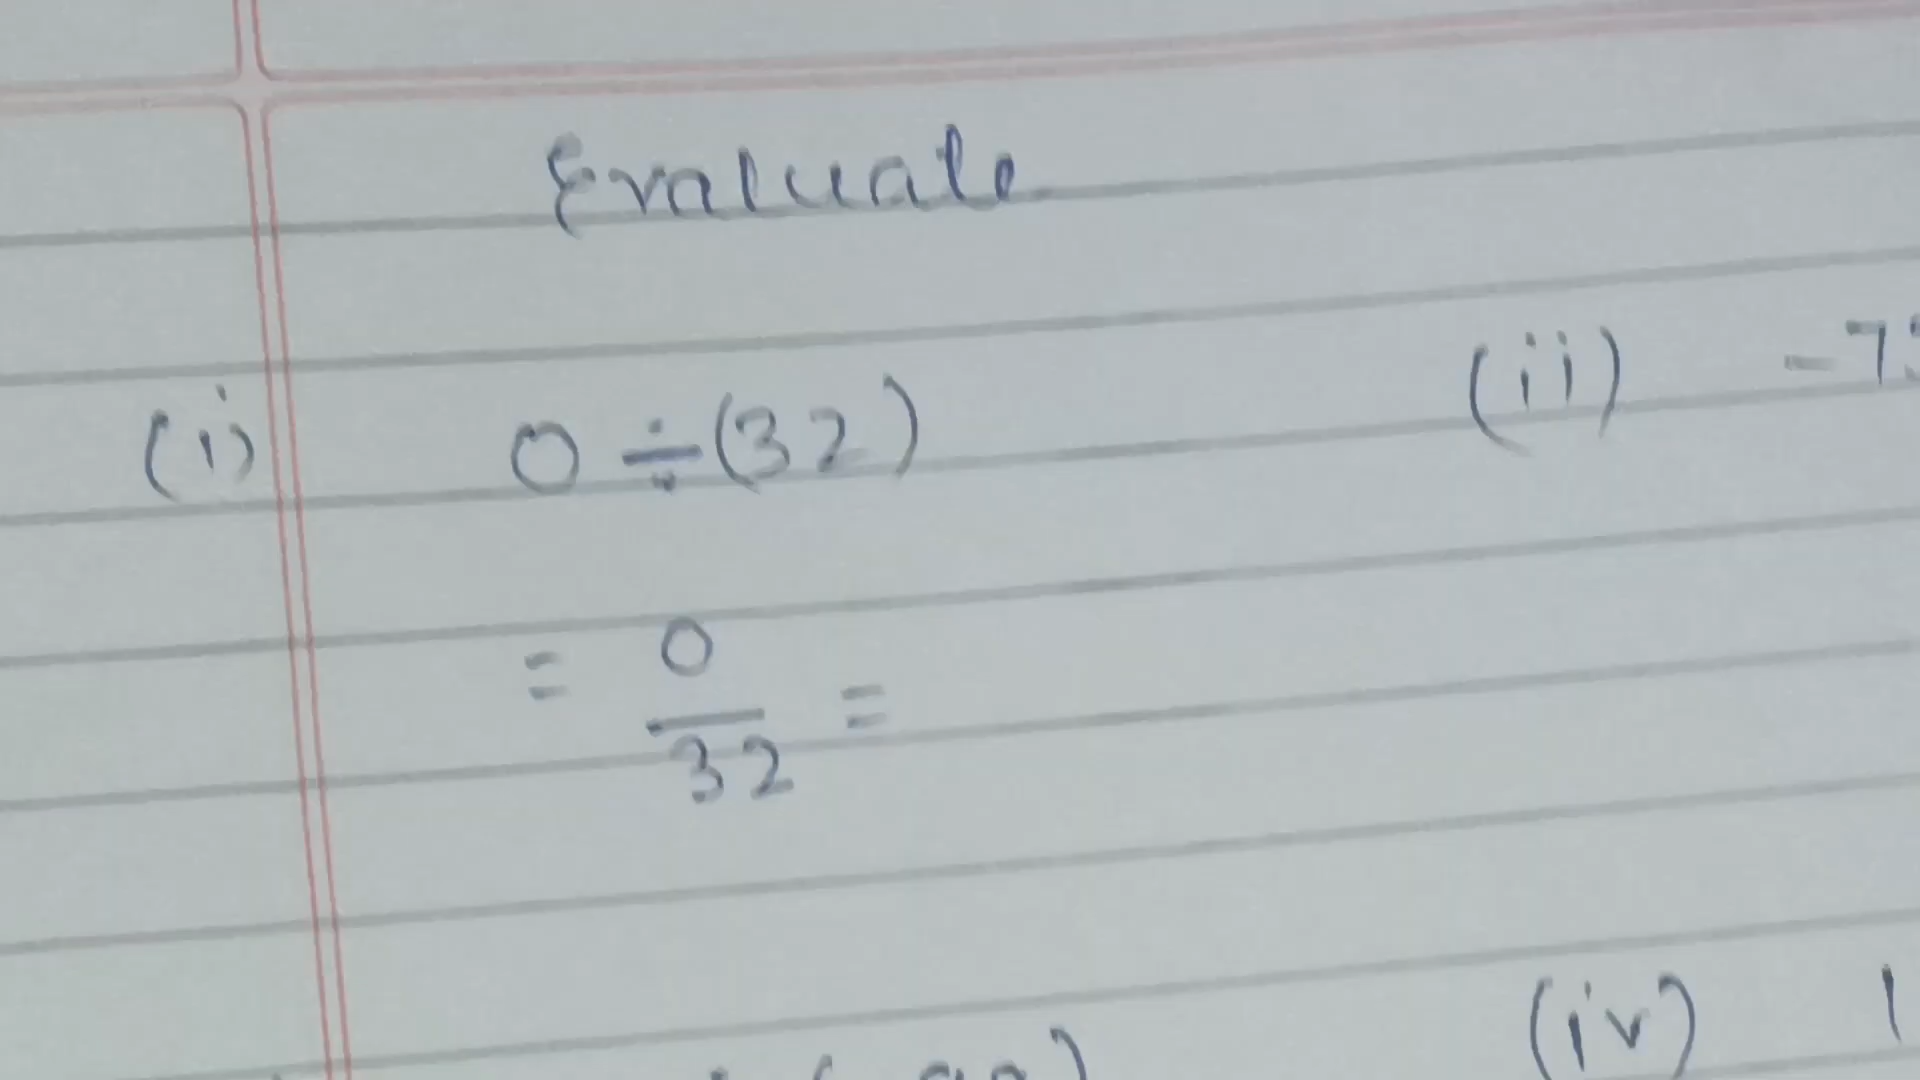 Evaluate
(i) 0 ÷ (32) (ii)
= 0/32 =
(iv)